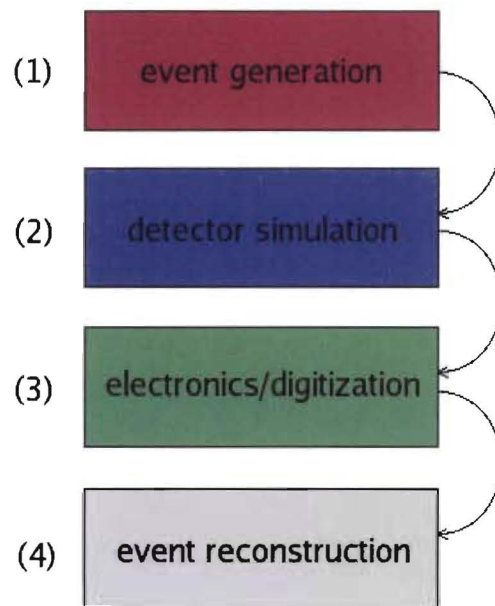 (1) event generation
(2) detector simulation
(3) electronics/digitization
(4) event reconstruction